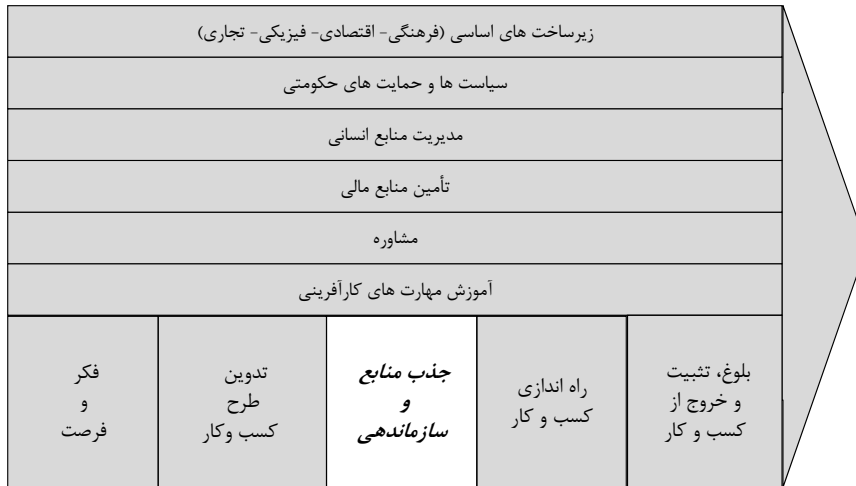 زیرساخت های اساسی (فرهنگی- اقتصادی- فیزیکی- تجاری)
سیاست ها و حمایت های حکومتی
مدیریت منابع انسانی
تأمین منابع مالی
مشاوره
آموزش مهارت های کارآفرینی
فکر
و
فرصت
تدوین
طرح
کسب وکار
جذب منابع
و
سازماندهی
راه اندازی
کسب و کار
بلوغ، تثبیت
و خروج از
کسب و کار